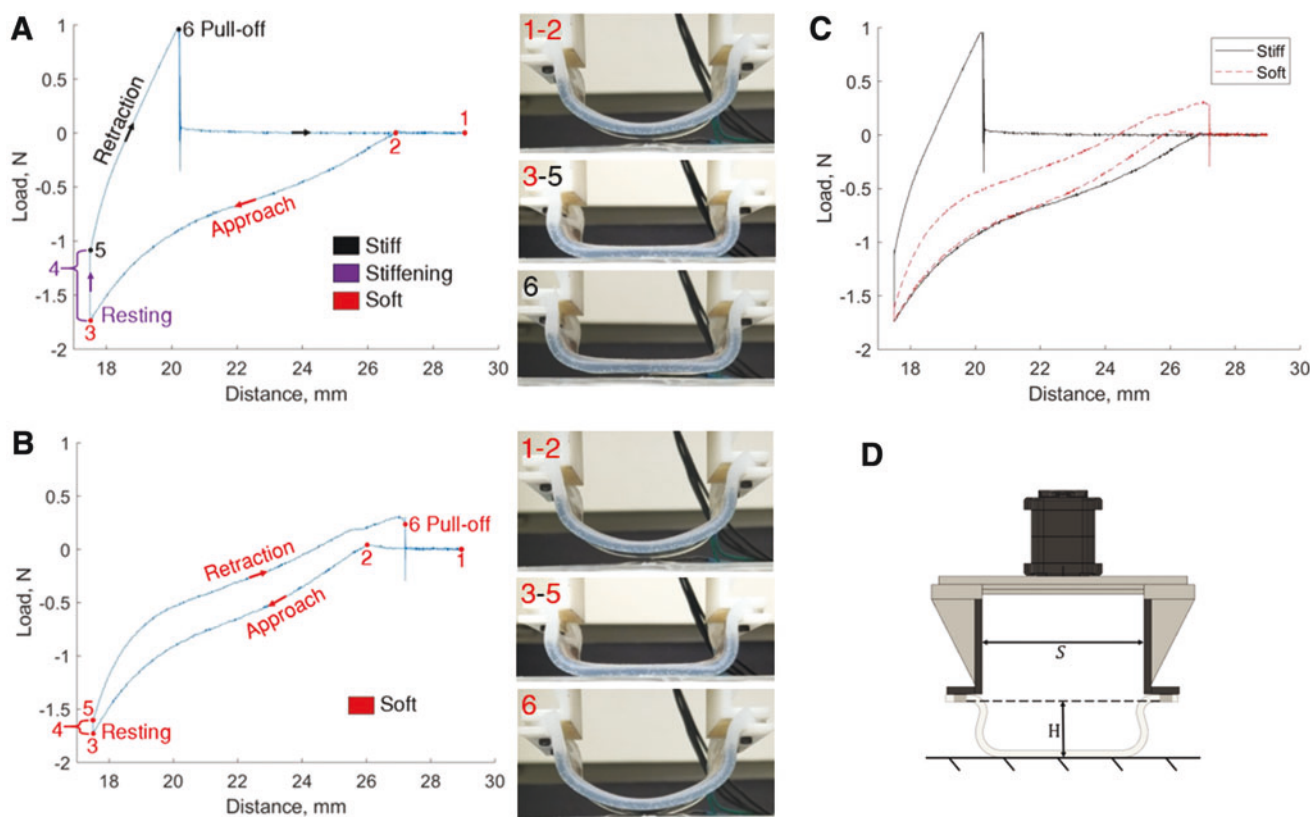 A
1
6 Pull-off
0.5
Retraction
0
1
2
-0.5
Load, N
Approach
-1
5
4
Stiff
Stiffening
-1.5
Resting
Soft
3
-2
18 20 22 24 26 28 30
Distance, mm
1-2
3-5
6
C
1
Stiff
Soft
0.5
0
Load, N
-0.5
-1
-1.5
-2
18 20 22 24 26 28 30
Distance, mm
B
1
0.5
6 Pull-off
0
Retraction
2
1
Load, N
-0.5
Approach
-1
-1.5
5
4
Resting
3
Soft
-2
18 20 22 24 26 28 30
Distance, mm
1-2
3-5
6
D
S
H